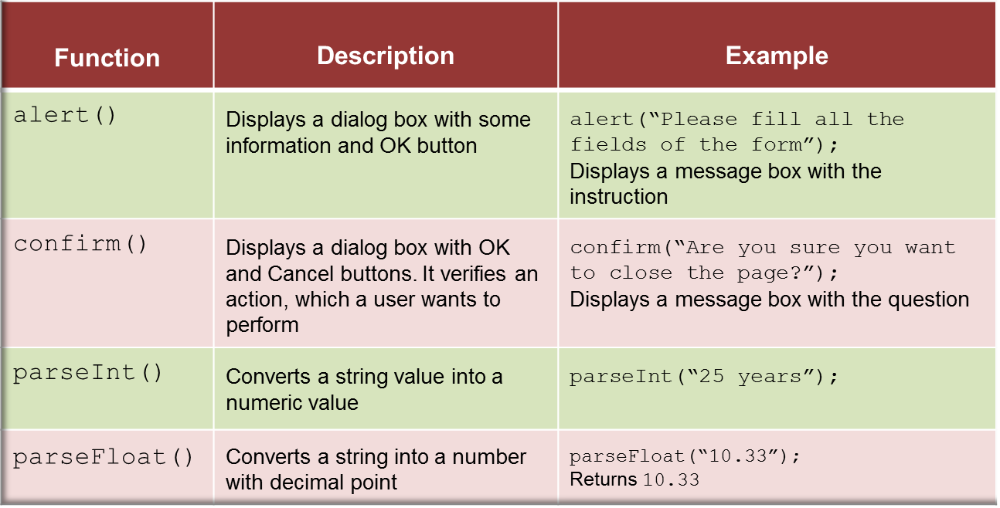 Function
Description
Example
alert()
Displays a dialog box with some
information and OK button
alert(“Please fill all the
fields of the form”);
Displays a message box with the
instruction
confirm()
Displays a dialog box with OK
and Cancel buttons. It verifies an
action, which a user wants to
perform
confirm(“Are you sure you want
to close the page?”);
Displays a message box with the question
parseInt()
Converts a string value into a
numeric value
parseInt(“25 years”);
parseFloat()
Converts a string into a number
with decimal point
parseFloat(“10.33”);
Returns 10.33